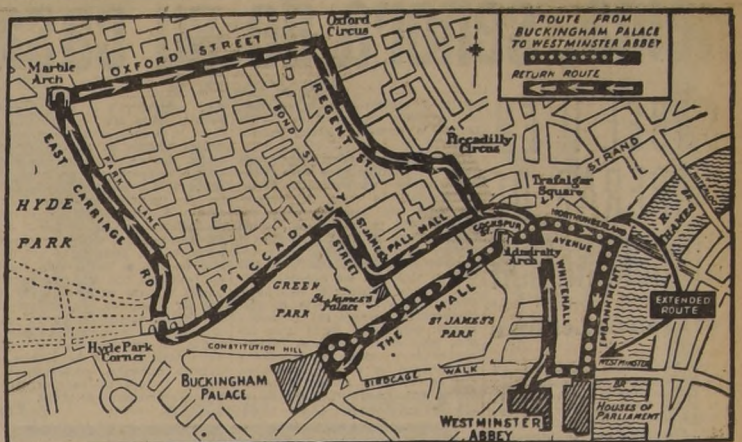 ROUTE FROM
BUCKINGHAM PALACE
TO WESTMINSTER ABBEY
RETURN ROUTE
Oxford
Circus
Marble
Arch
OXFORD STREET
REGENT ST.
BOND ST
Piccadilly
Circus
STRAND
WATERLOO
BR
R. THAMES
Trafalgar
Square
EAST CARRIAGE RD
PARK LANE
HYDE
PARK
PICCADILLY
ST JAMES'S
STREET
PALL MALL
COCKSPUR
NORTHUMBERLAND
AVENUE
Admiralty
Arch
WHITEHALL
EMBANKMENT
EXTENDED
ROUTE
GREEN
PARK
St James's
Palace
THE MALL
ST JAMES'S
PARK
Hyde Park
Corner
CONSTITUTION HILL
BUCKINGHAM
PALACE
BIRDCAGE WALK
WESTMINSTER
BR
HOUSES OF
PARLIAMENT
WESTMINSTER
ABBEY